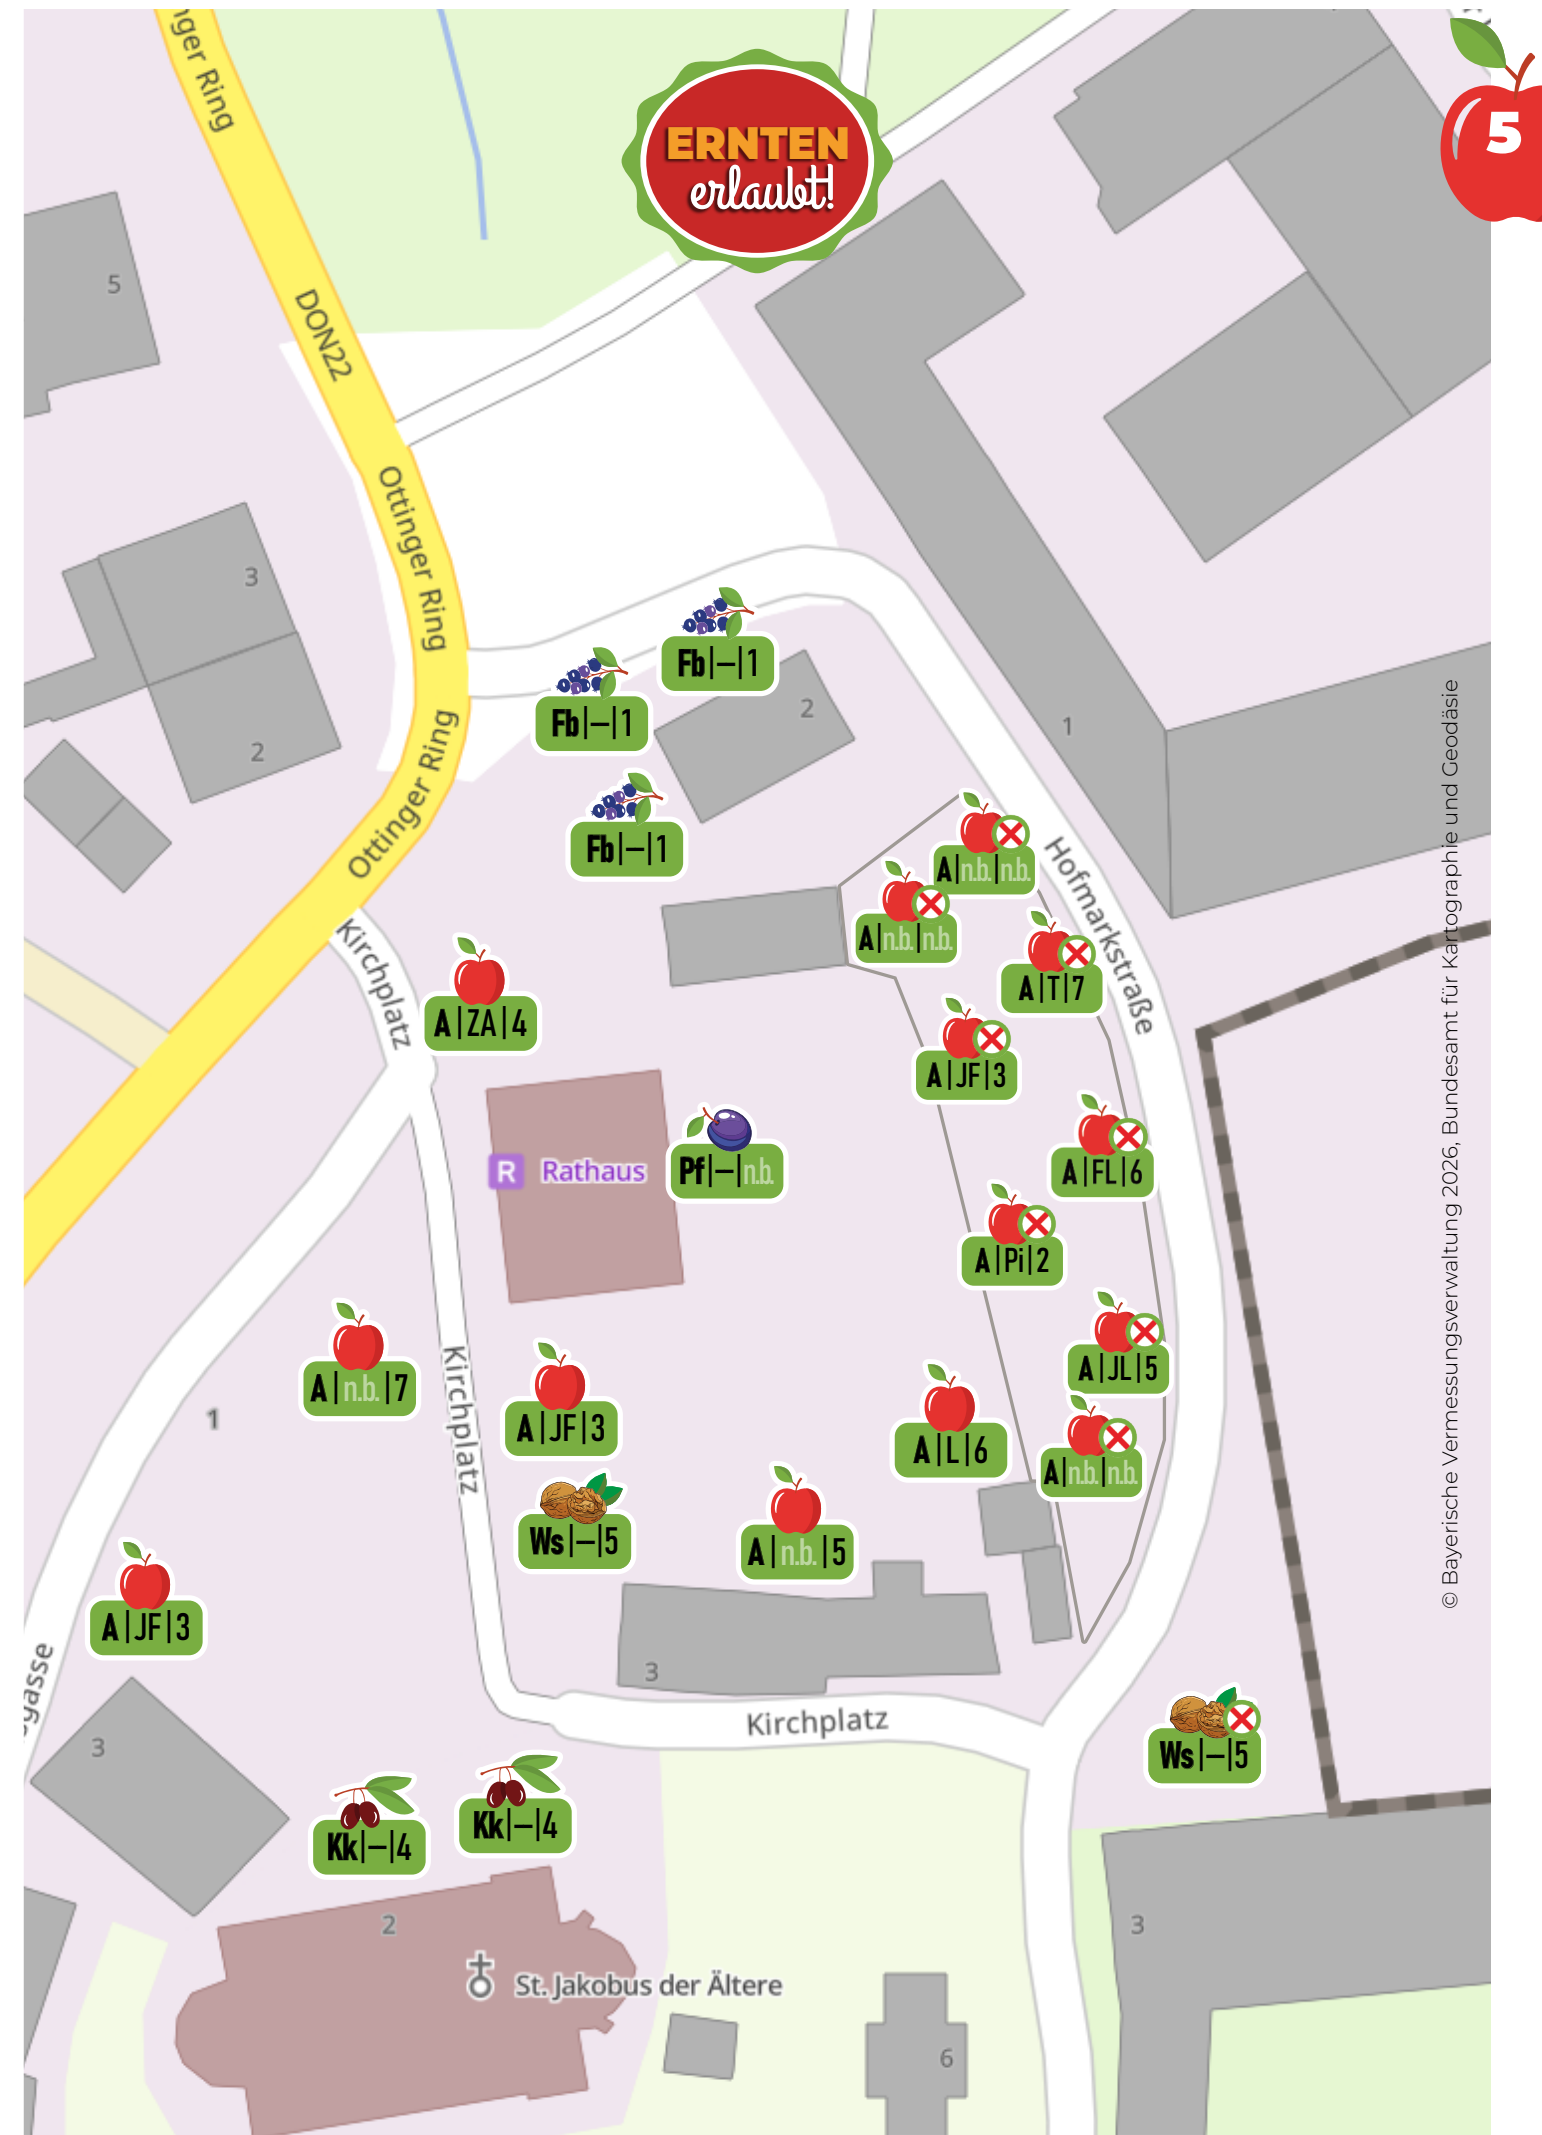 nger Ring
ERNTEN
erlaubt!
5
5
DON22
Ottinger Ring
3
2
Fb|–|1
Fb|–|1
2
1
Ottinger Ring
Fb|–|1
A|n.b.|n.b.
A|n.b.|n.b.
Hofmarkstraße
Kirchplatz
A|ZA|4
A|T|7
A|JF|3
R Rathaus
Pf|–|n.b.
A|FL|6
A|Pi|2
A|n.b.|7
Kirchplatz
A|JL|5
1
A|JF|3
A|L|6
A|n.b.|n.b.
Ws|–|5
A|n.b.|5
A|JF|3
gasse
3
3
Kirchplatz
Ws|–|5
Kk|–|4
Kk|–|4
2
3
St. Jakobus der Ältere
6
© Bayerische Vermessungsverwaltung 2026, Bundesamt für Kartographie und Geodäsie